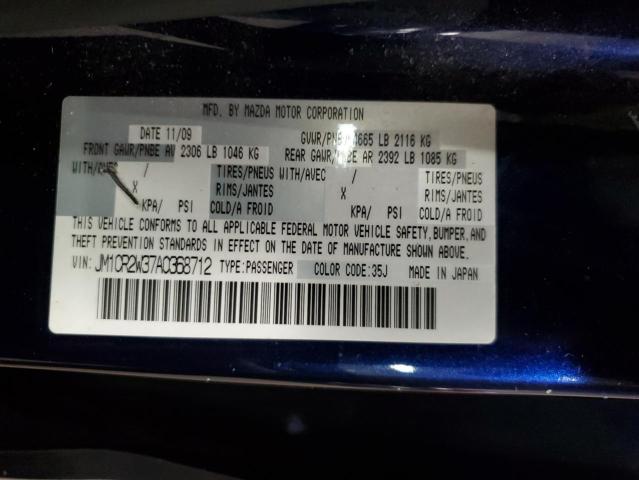 MFD. BY MAZDA MOTOR CORPORATION
DATE 11/09 GVWR/PNBV 4665 LB 2116 KG
FRONT GAWR/PNBE AV 2306 LB 1046 KG REAR GAWR/PNBE AR 2392 LB 1085 KG
WITH/AVEC / TIRES/PNEUS WITH/AVEC / TIRES/PNEUS
X RIMS/JANTES X RIMS/JANTES
KPA/ PSI COLD/A FROID KPA/ PSI COLD/A FROID
THIS VEHICLE CONFORMS TO ALL APPLICABLE FEDERAL MOTOR VEHICLE SAFETY, BUMPER, AND
THEFT PREVENTION STANDARDS IN EFFECT ON THE DATE OF MANUFACTURE SHOWN ABOVE.
VIN: JM1CR2W37A0368712 TYPE:PASSENGER COLOR CODE:35J MADE IN JAPAN